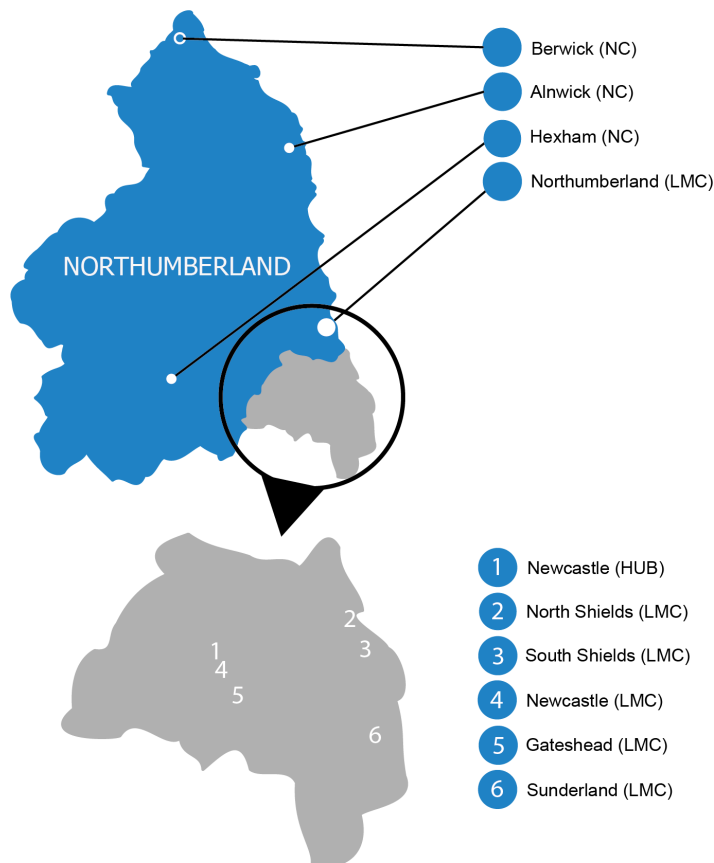 Berwick (NC)
Alnwick (NC)
Hexham (NC)
Northumberland (LMC)
NORTHUMBERLAND
1 Newcastle (HUB)
2 North Shields (LMC)
3 South Shields (LMC)
4 Newcastle (LMC)
5 Gateshead (LMC)
6 Sunderland (LMC)
2
1
3
4
5
6